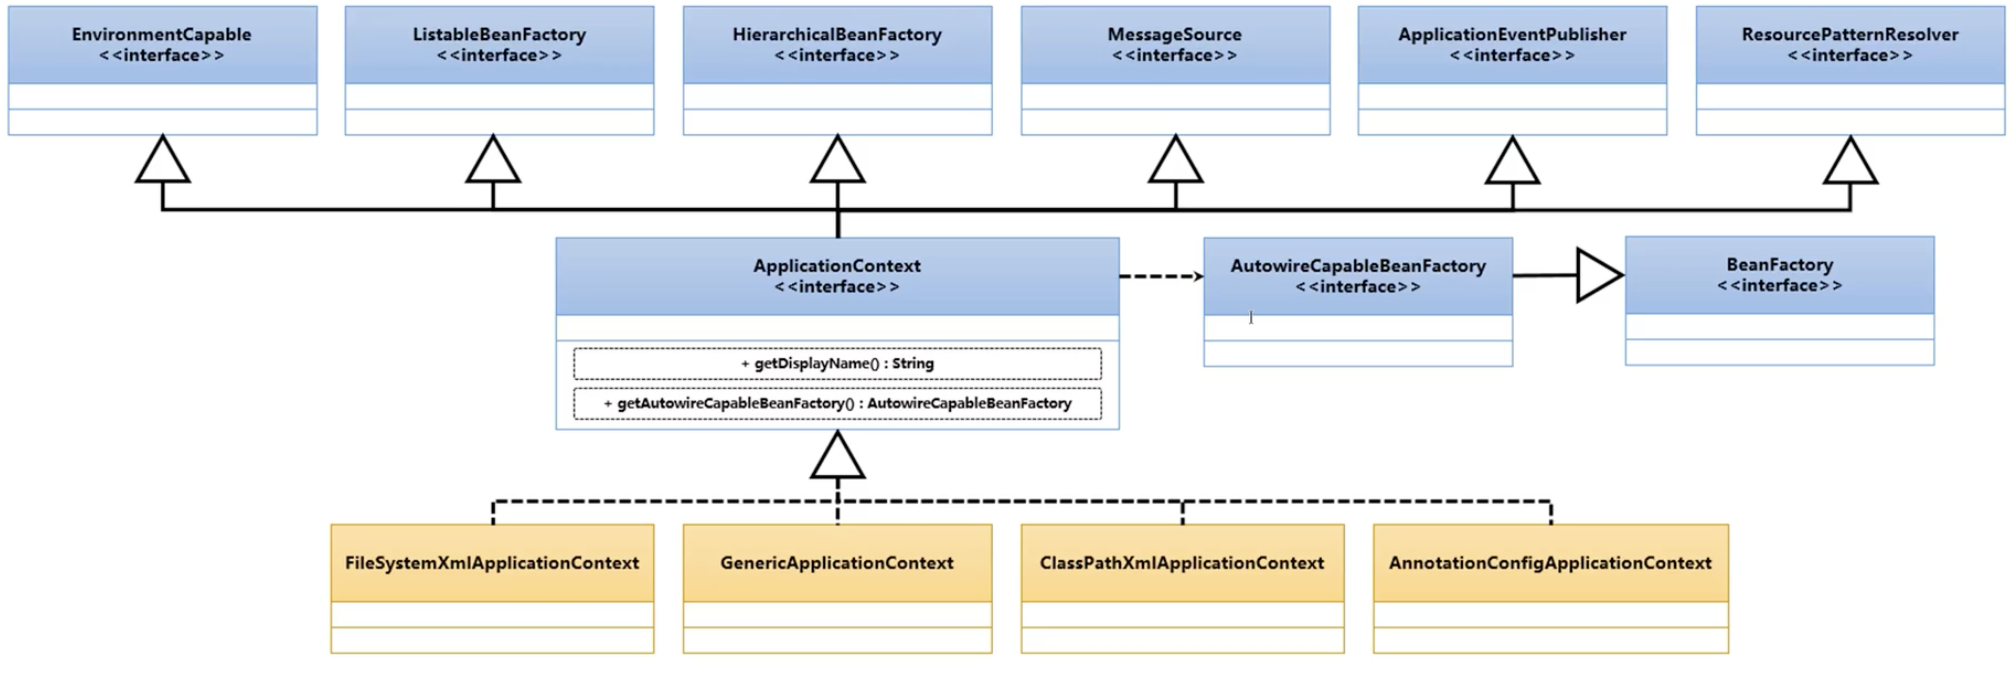 EnvironmentCapable
<<interface>>
ListableBeanFactory
<<interface>>
HierarchicalBeanFactory
<<interface>>
MessageSource
<<interface>>
ApplicationEventPublisher
<<interface>>
ResourcePatternResolver
<<interface>>
ApplicationContext
<<interface>>
+ getDisplayName() : String
+ getAutowireCapableBeanFactory() : AutowireCapableBeanFactory
AutowireCapableBeanFactory
<<interface>>
BeanFactory
<<interface>>
FileSystemXmlApplicationContext
GenericApplicationContext
ClassPathXmlApplicationContext
AnnotationConfigApplicationContext